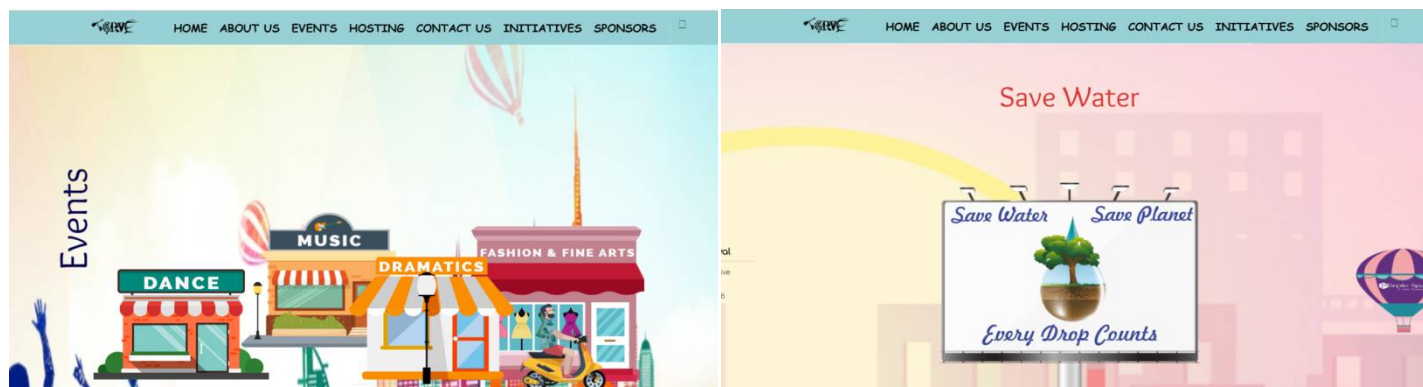 HOME ABOUT US EVENTS HOSTING CONTACT US INITIATIVES SPONSORS
Events
MUSIC
FASHION & FINE ARTS
DRAMATICS
DANCE
HOME ABOUT US EVENTS HOSTING CONTACT US INITIATIVES SPONSORS
Save Water
Save Water Save Planet
Every Drop Counts